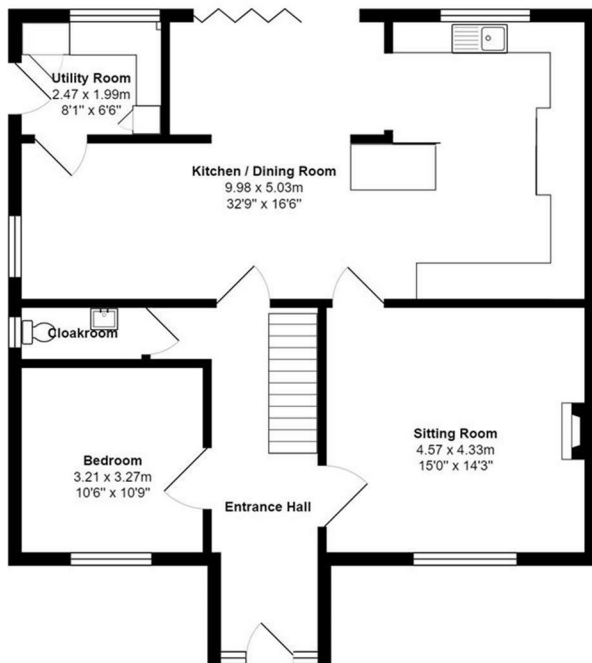 Utility Room
2.47 x 1.99m
8'1" x 6'6"
Kitchen / Dining Room
9.98 x 5.03m
32'9" x 16'6"
Cloakroom
Sitting Room
4.57 x 4.33m
15'0" x 14'3"
Bedroom
3.21 x 3.27m
10'6" x 10'9"
Entrance Hall